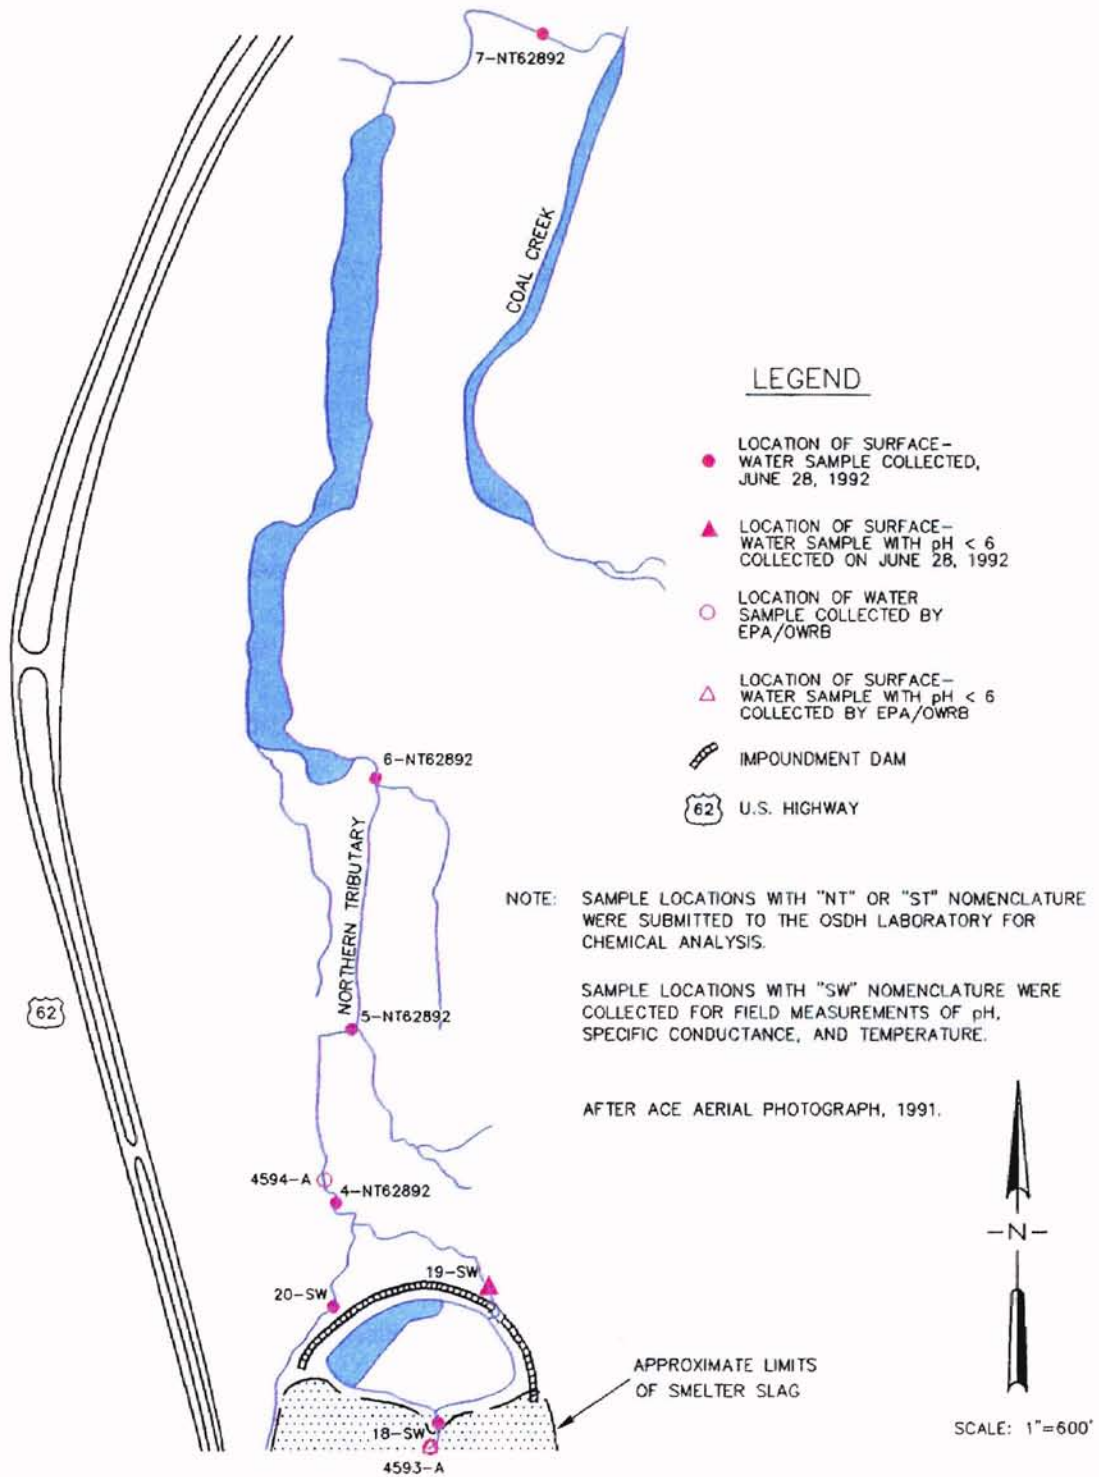 7-NT62892
COAL CREEK
LEGEND
LOCATION OF SURFACE-
WATER SAMPLE COLLECTED,
JUNE 28, 1992
LOCATION OF SURFACE-
WATER SAMPLE WITH pH < 6
COLLECTED ON JUNE 28, 1992
LOCATION OF WATER
SAMPLE COLLECTED BY
EPA/OWRB
LOCATION OF SURFACE-
WATER SAMPLE WITH pH < 6
COLLECTED BY EPA/OWRB
IMPOUNDMENT DAM
62 U.S. HIGHWAY
6-NT62892
NORTHERN TRIBUTARY
NOTE: SAMPLE LOCATIONS WITH "NT" OR "ST" NOMENCLATURE
WERE SUBMITTED TO THE OSDH LABORATORY FOR
CHEMICAL ANALYSIS.
SAMPLE LOCATIONS WITH "SW" NOMENCLATURE WERE
COLLECTED FOR FIELD MEASUREMENTS OF pH,
SPECIFIC CONDUCTANCE, AND TEMPERATURE.
62
5-NT62892
AFTER ACE AERIAL PHOTOGRAPH, 1991.
4594-A
4-NT62892
-N-
19-SW
20-SW
APPROXIMATE LIMITS
OF SMELTER SLAG
18-SW
4593-A
SCALE: 1"=600'